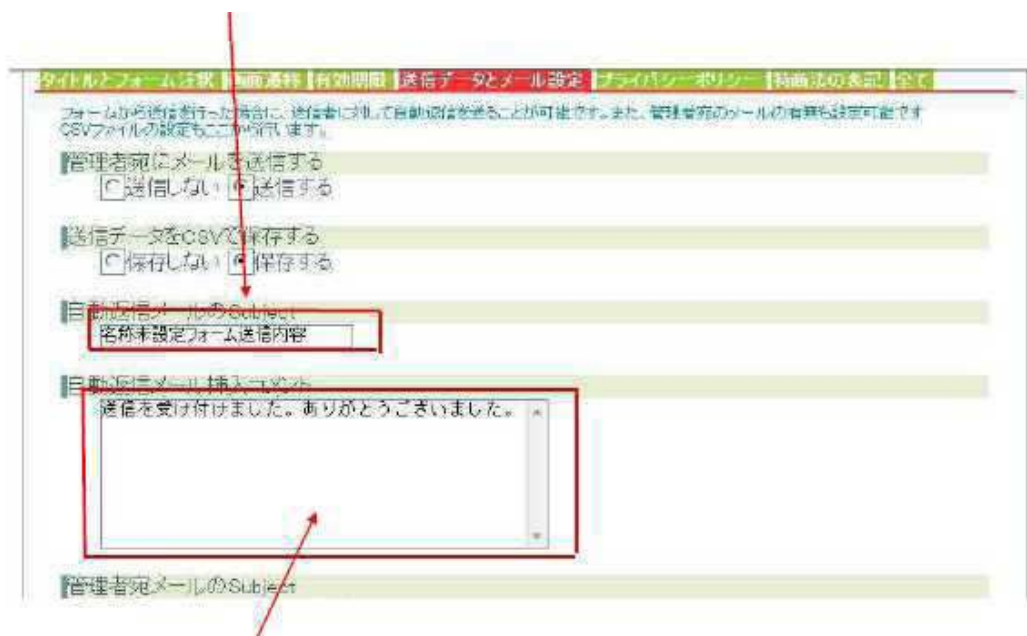 タイトルとフォーム注釈 画面遷移 有効期限 送信データとメール設定 プライバシーポリシー 特商法の表記 全て
フォームから送信を行った場合に、送信者に対して自動返信を送ることが可能です。また、管理者宛のメールの有無も設定可能です
CSVファイルの設定もここから行います。
管理者宛にメールを送信する
送信しない 送信する
送信データをCSVで保存する
保存しない 保存する
自動返信メールのSubject
名称未設定フォーム送信内容
自動返信メール挿入コメント
送信を受け付けました。ありがとうございました。
管理者宛メールのSubject